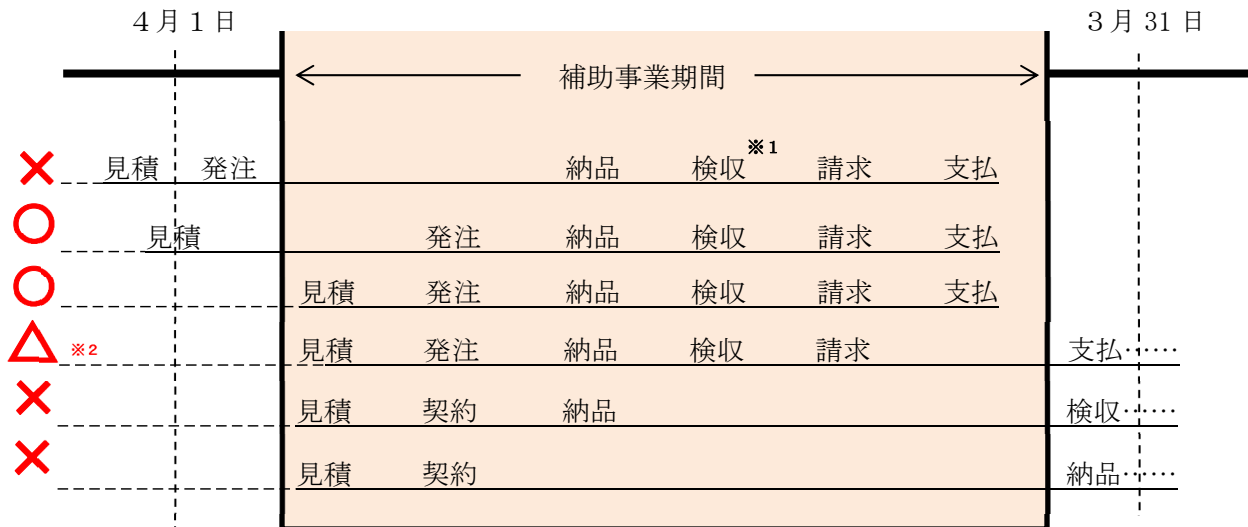 ４月１日 ３月 31 日
補助事業期間
※１
× 見積 発注 納品 検収 請求 支払
○ 見積 発注 納品 検収 請求 支払
○ 見積 発注 納品 検収 請求 支払
△ ※２ 見積 発注 納品 検収 請求 支払……
× 見積 契約 納品 検収……
× 見積 契約 納品……